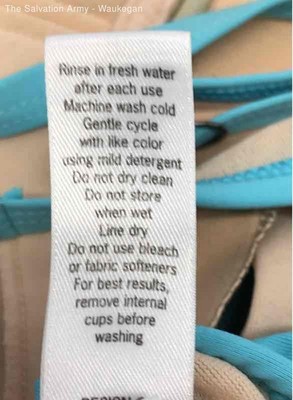 The Salvation Army - Waukegan
Rinse in fresh water
after each use
Machine wash cold
Gentle cycle
with like color
using mild detergent
Do not dry clean
Do not store
when wet
Line dry
Do not use bleach
or fabric softeners
For best results,
remove internal
cups before
washing